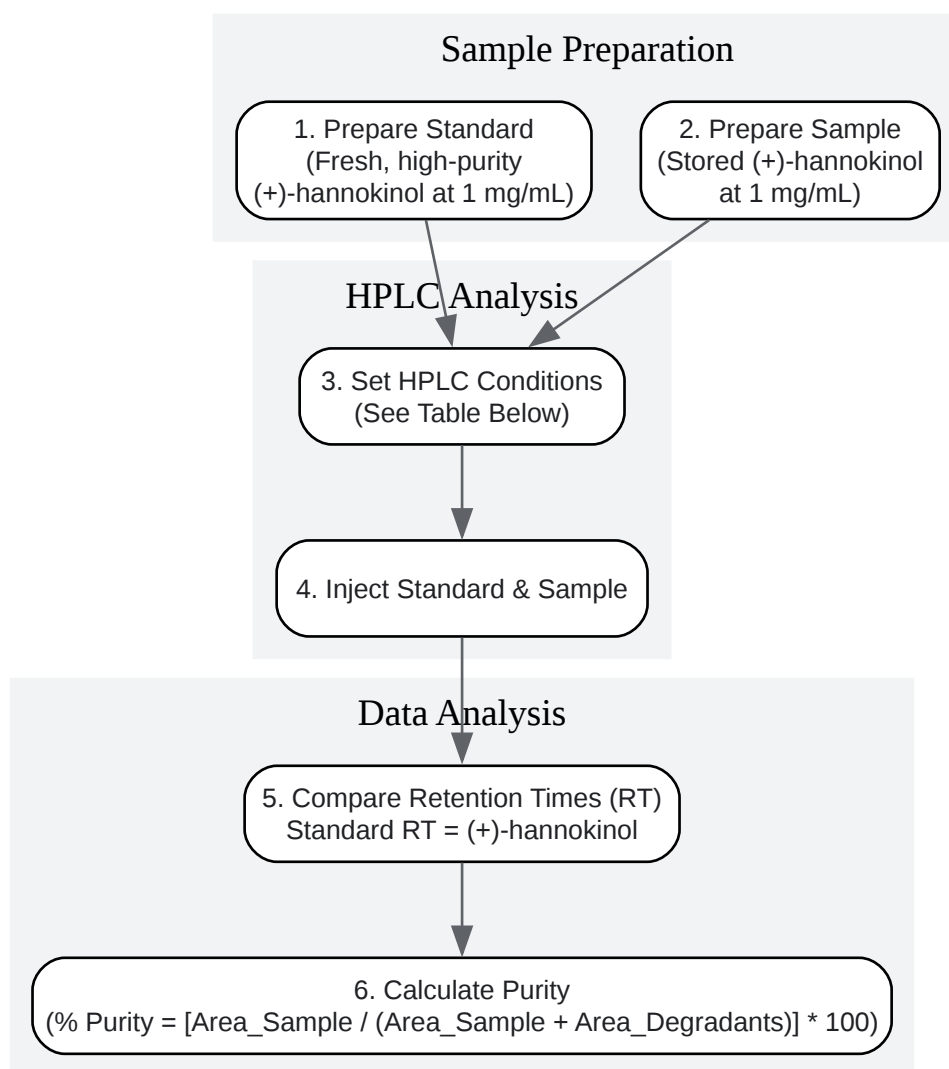 Sample Preparation
1. Prepare Standard
(Fresh, high-purity
(+)-hannokinol at 1 mg/mL)
2. Prepare Sample
(Stored (+)-hannokinol
at 1 mg/mL)
HPLC Analysis
3. Set HPLC Conditions
(See Table Below)
4. Inject Standard & Sample
Data Analysis
5. Compare Retention Times (RT)
Standard RT = (+)-hannokinol
6. Calculate Purity
(% Purity = [Area_Sample / (Area_Sample + Area_Degradants)] * 100)